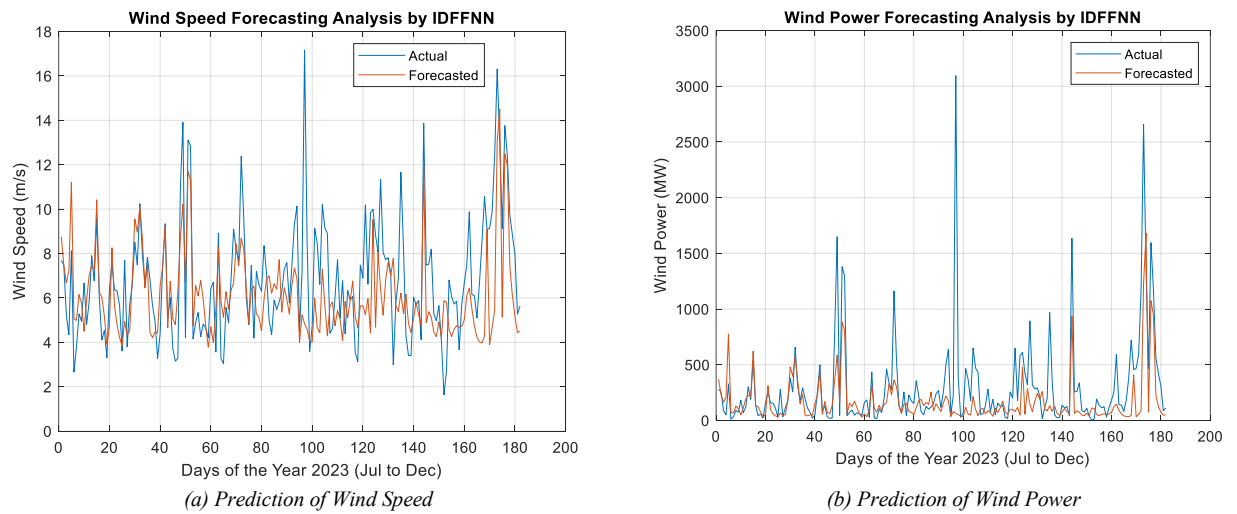 Wind Speed Forecasting Analysis by IDFFNN
18
16
14
12
10
8
6
4
2
0
Wind Speed (m/s)
Actual
Forecasted
0 20 40 60 80 100 120 140 160 180 200
Days of the Year 2023 (Jul to Dec)
(a) Prediction of Wind Speed
Wind Power Forecasting Analysis by IDFFNN
3500
3000
2500
2000
1500
1000
500
0
Wind Power (MW)
Actual
Forecasted
0 20 40 60 80 100 120 140 160 180 200
Days of the Year 2023 (Jul to Dec)
(b) Prediction of Wind Power